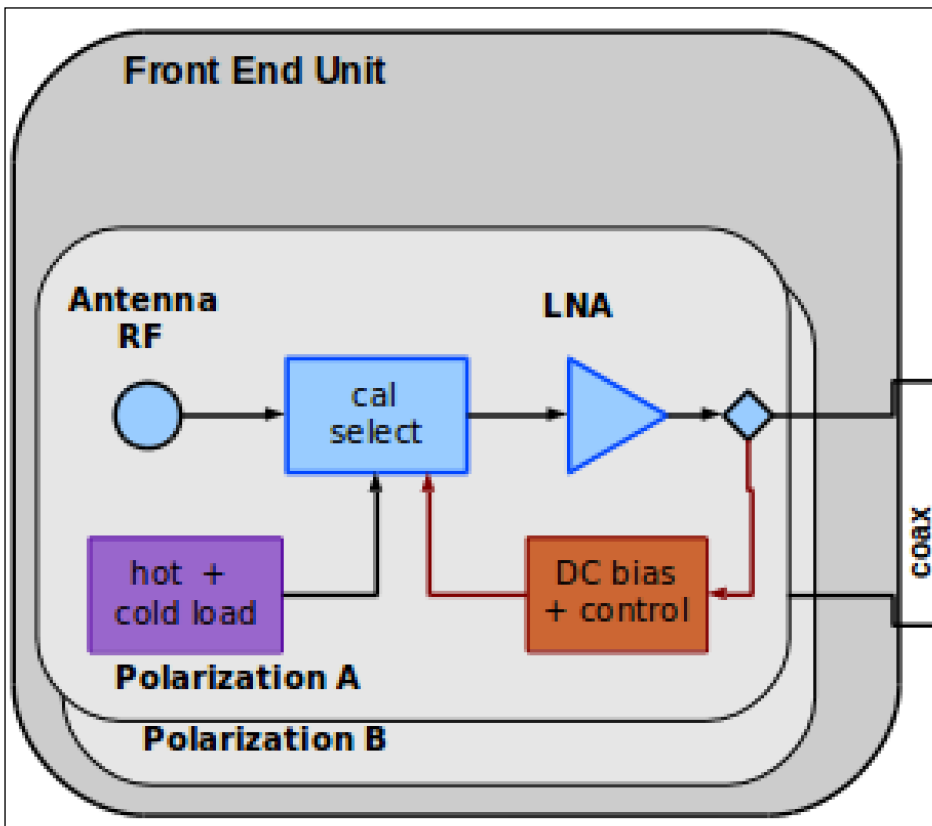 Front End Unit
Antenna
RF
LNA
cal
select
hot + 
cold load
DC bias
+ control
coax
Polarization A
Polarization B